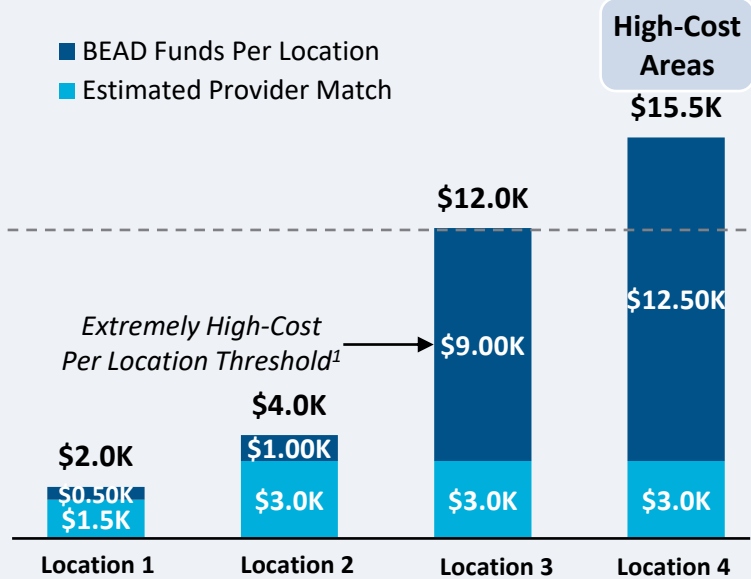 BEAD Funds Per Location
Estimated Provider Match
High-Cost
Areas
$15.5K
$12.0K
$12.50K
Extremely High-Cost
Per Location Threshold1
$9.00K
$4.0K
$1.00K
$2.0K
$0.50K
$1.5K
$3.0K
$3.0K
$3.0K
Location 1
Location 2
Location 3
Location 4